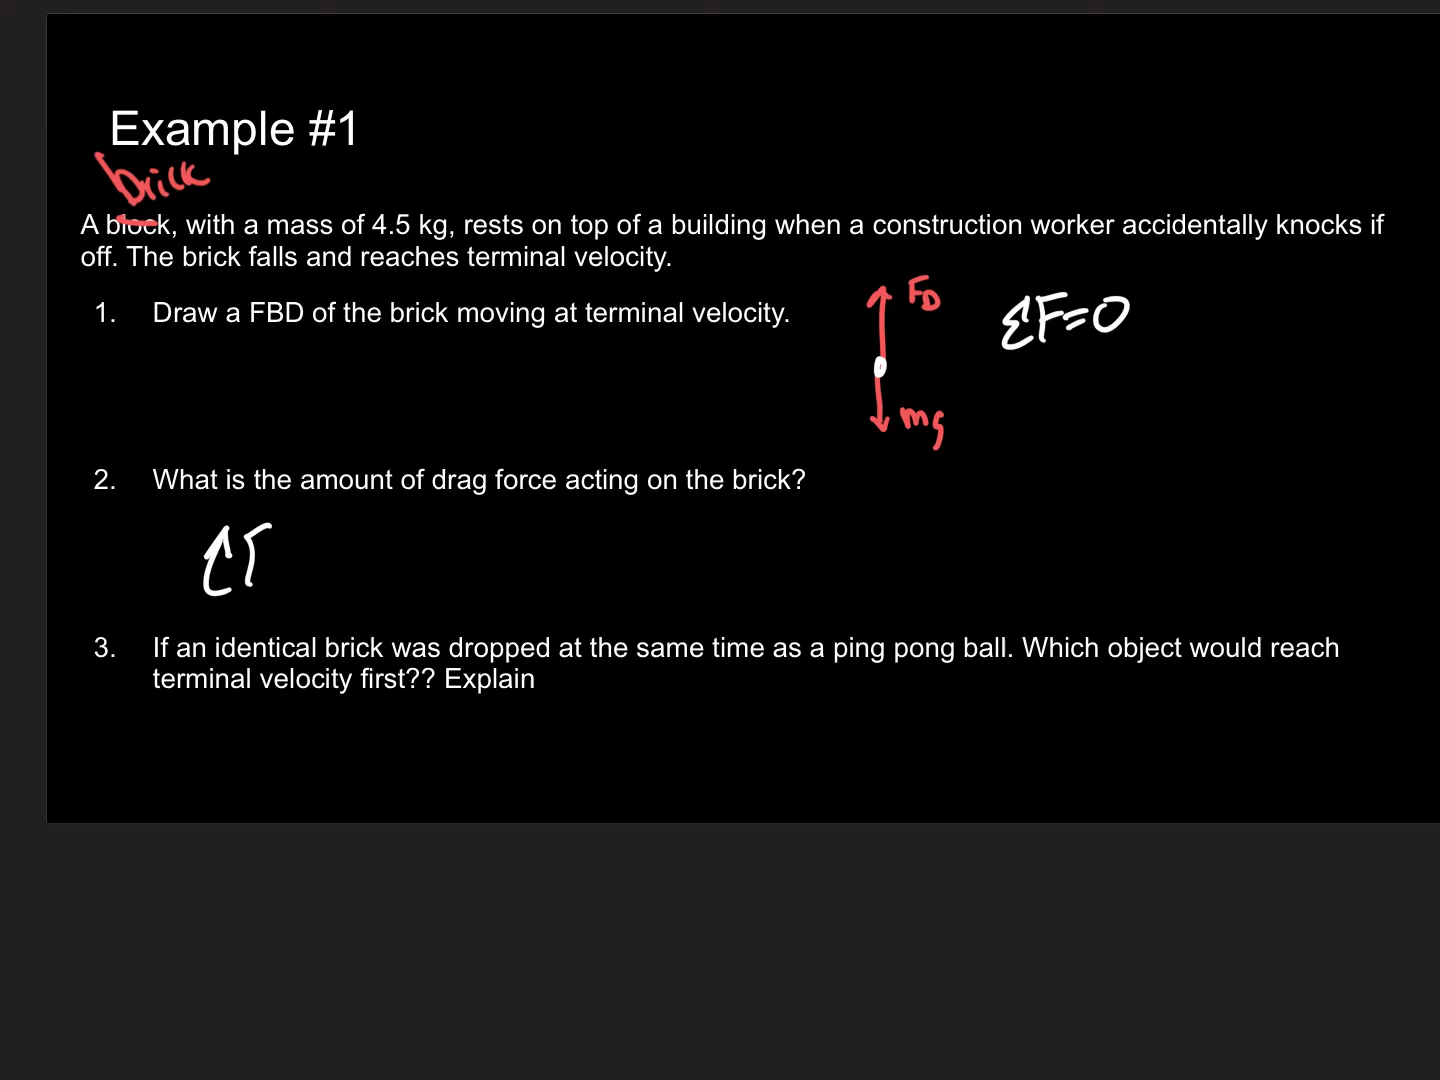 Example #1
brick
A block, with a mass of 4.5 kg, rests on top of a building when a construction worker accidentally knocks if
off. The brick falls and reaches terminal velocity.
1. Draw a FBD of the brick moving at terminal velocity.
FD
ΣF=0
mg
2. What is the amount of drag force acting on the brick?
3. If an identical brick was dropped at the same time as a ping pong ball. Which object would reach
terminal velocity first?? Explain